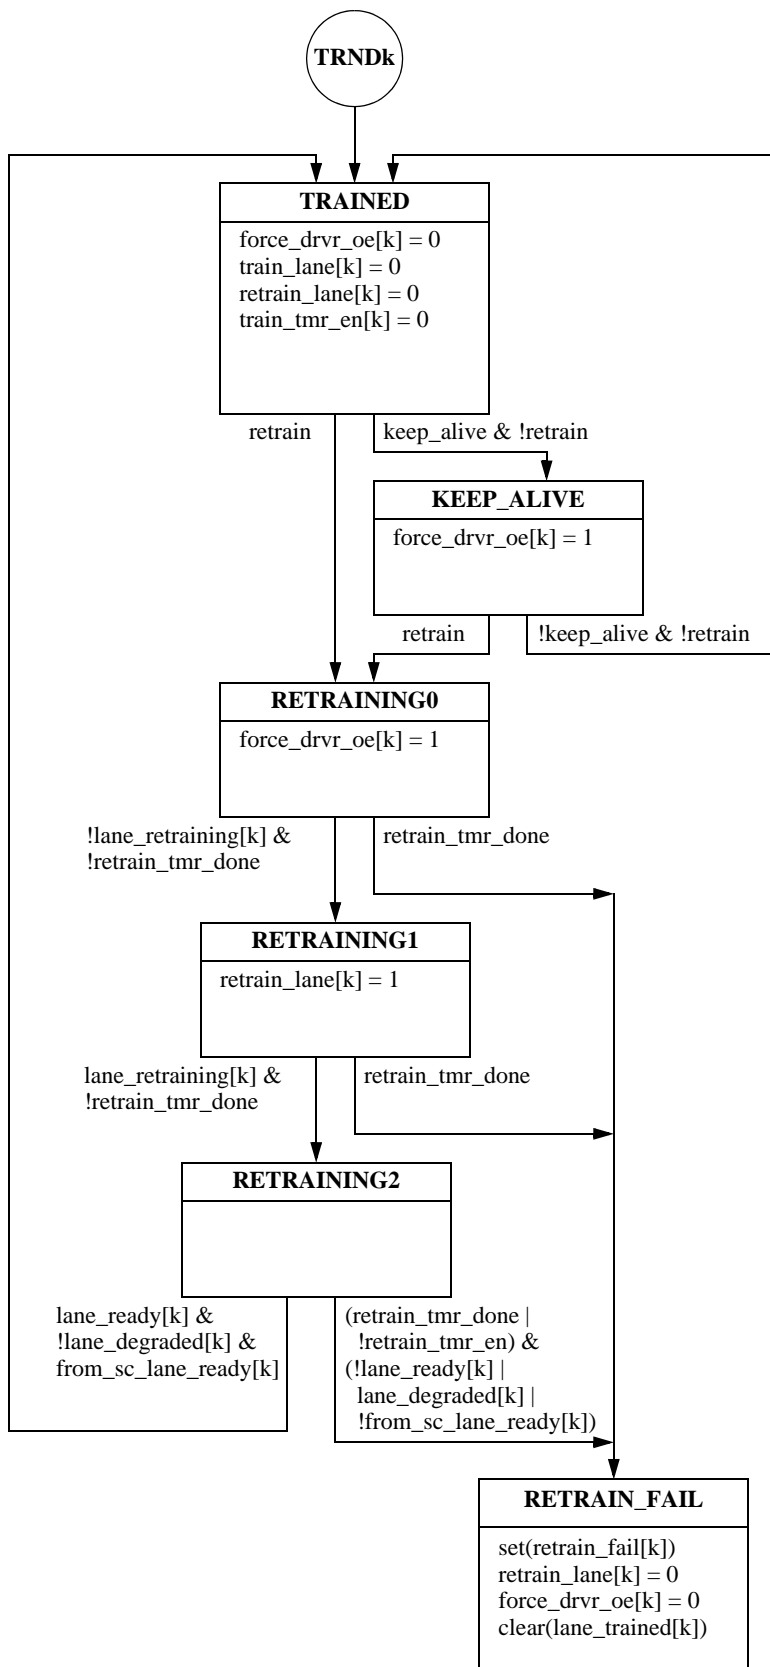 TRNDk
TRAINED
force_drvr_oe[k] = 0
train_lane[k] = 0
retrain_lane[k] = 0
train_tmr_en[k] = 0
retrain
keep_alive & !retrain
KEEP_ALIVE
force_drvr_oe[k] = 1
retrain
!keep_alive & !retrain
RETRAINING0
force_drvr_oe[k] = 1
!lane_retraining[k] &
!retrain_tmr_done
retrain_tmr_done
RETRAINING1
retrain_lane[k] = 1
lane_retraining[k] &
!retrain_tmr_done
retrain_tmr_done
RETRAINING2
lane_ready[k] &
!lane_degraded[k] &
from_sc_lane_ready[k]
(retrain_tmr_done |
!retrain_tmr_en) &
(!lane_ready[k] |
lane_degraded[k] |
!from_sc_lane_ready[k])
RETRAIN_FAIL
set(retrain_fail[k])
retrain_lane[k] = 0
force_drvr_oe[k] = 0
clear(lane_trained[k])